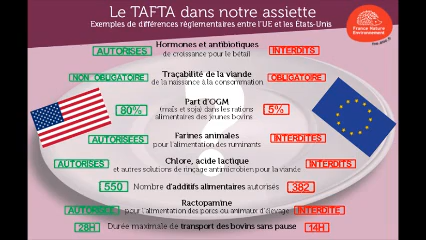 Le TAFTA dans notre assiette
Exemples de différences réglementaires entre l'UE et les États-Unis
France Nature
Environnement
fne.asso.fr
Hormones et antibiotiques
AUTORISÉS de croissance pour le bétail INTERDITS
Traçabilité de la viande
NON OBLIGATOIRE de la naissance à la consommation OBLIGATOIRE
Part d'OGM
80% (maïs et soja) dans les rations 5%
alimentaires des jeunes bovins
Farines animales
AUTORISÉES pour l'alimentation des ruminants INTERDITES
Chlore, acide lactique
AUTORISÉS et autres solutions de rinçage antimicrobien pour la viande INTERDITS
550 Nombre d'additifs alimentaires autorisés 382
Ractopamine
AUTORISÉE pour l'alimentation des porcs ou animaux d'élevage INTERDITE
28H Durée maximale de transport des bovins sans pause 14H